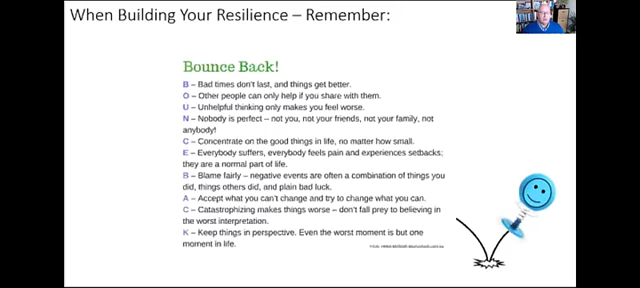 When Building Your Resilience – Remember:
Bounce Back!
B – Bad times don't last, and things get better.
O – Other people can only help if you share with them.
U – Unhelpful thinking only makes you feel worse.
N – Nobody is perfect – not you, not your friends, not your family, not
anybody!
C – Concentrate on the good things in life, no matter how small.
E – Everybody suffers, everybody feels pain and experiences setbacks;
they are a normal part of life.
B – Blame fairly – negative events are often a combination of things you
did, things others did, and plain bad luck.
A – Accept what you can't change and try to change what you can.
C – Catastrophizing makes things worse – don't fall prey to believing in
the worst interpretation.
K – Keep things in perspective. Even the worst moment is but one
moment in life.